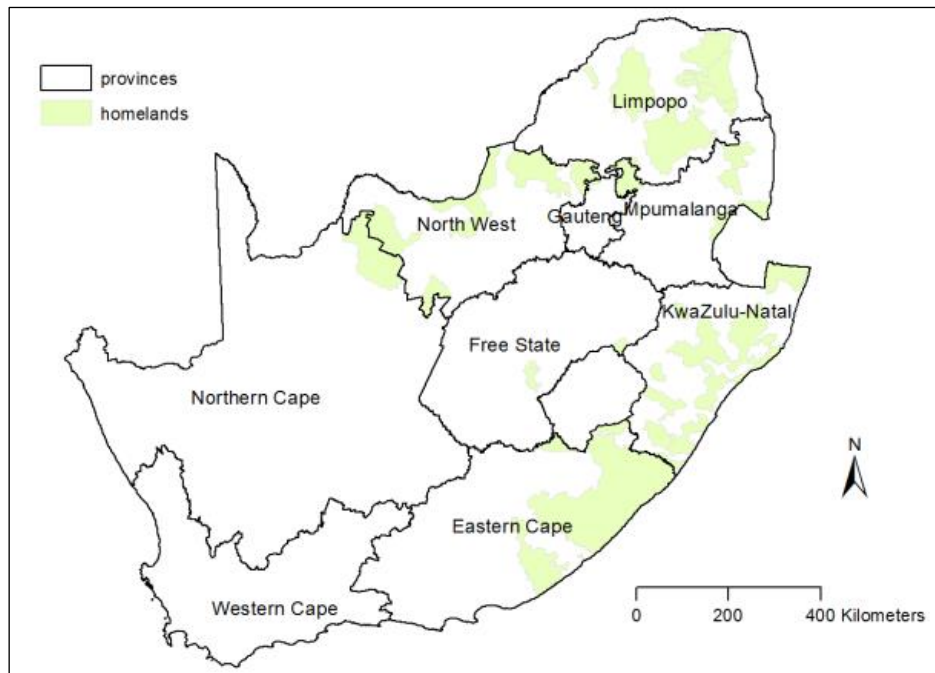 provinces
homelands
Limpopo
North West
Gauteng
Mpumalanga
KwaZulu-Natal
Free State
Northern Cape
Eastern Cape
Western Cape
N
0 200 400 Kilometers